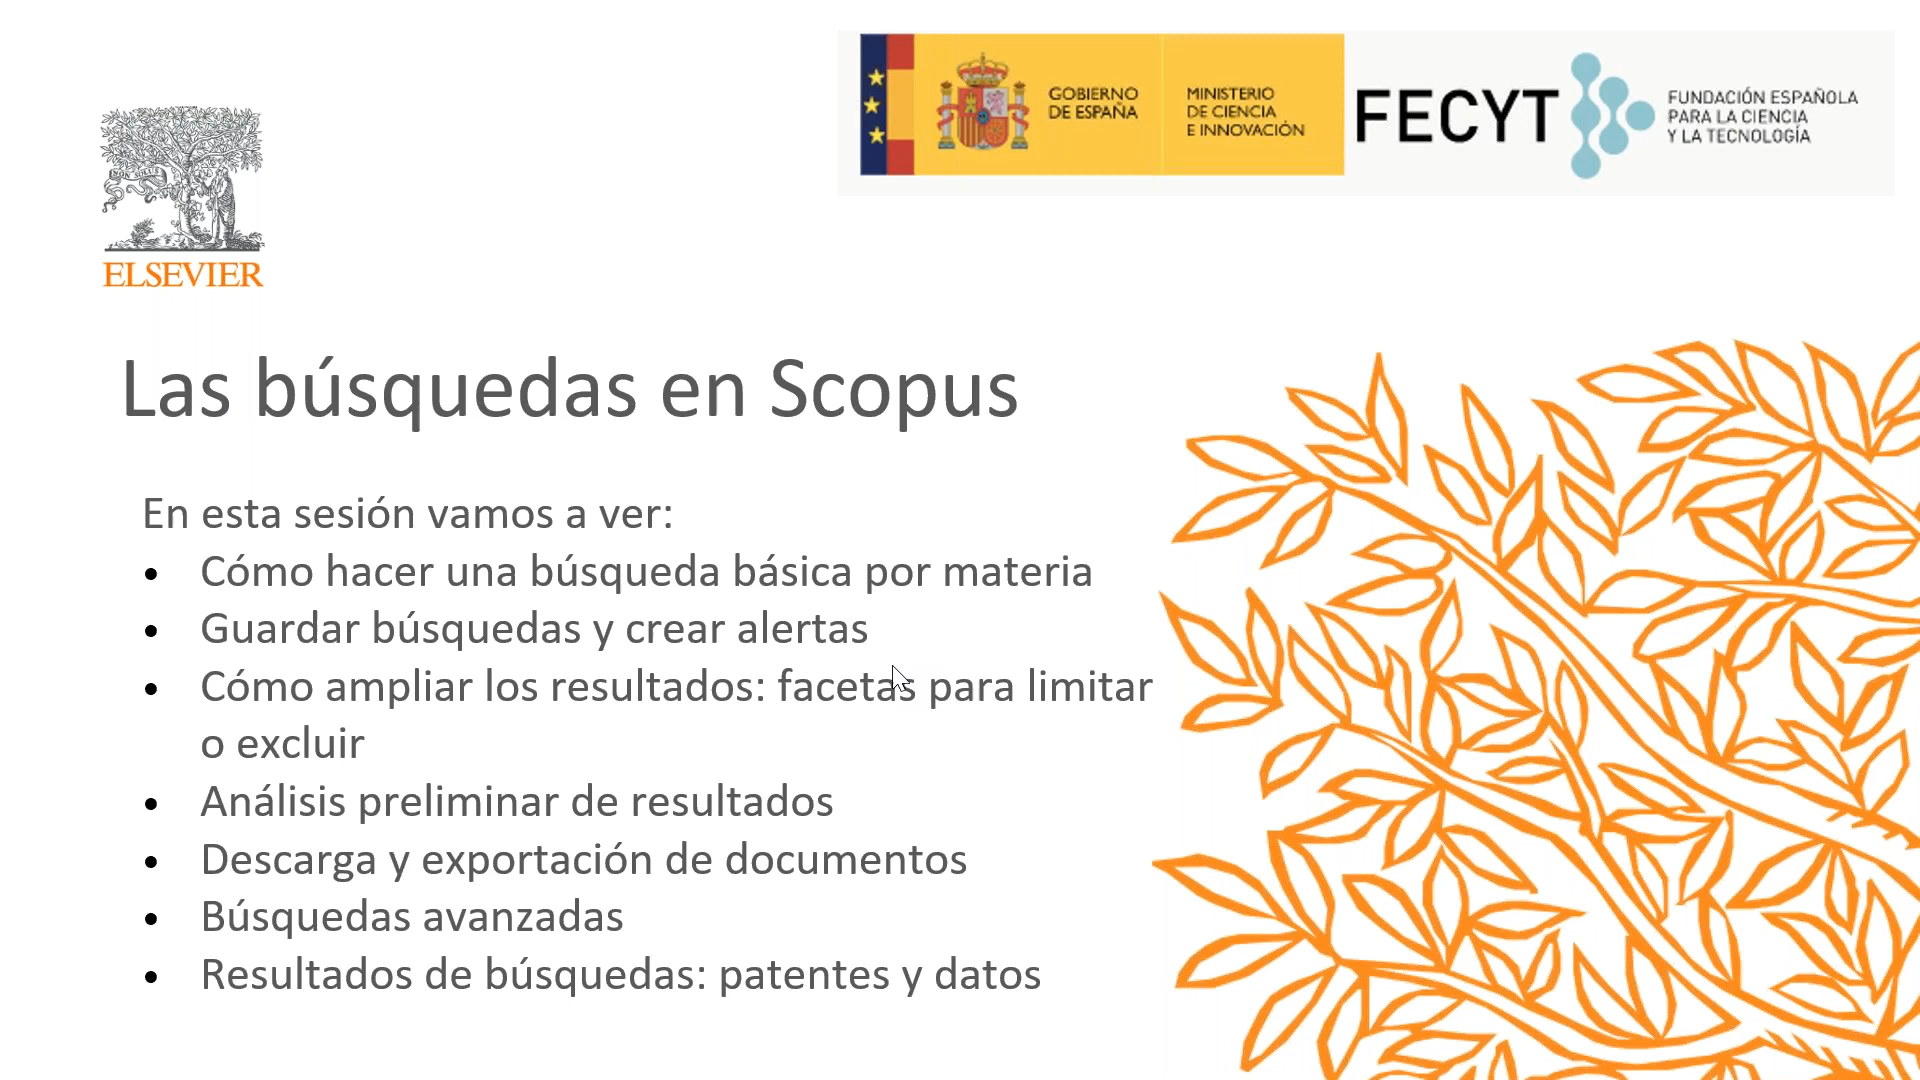 GOBIERNO
DE ESPAÑA
MINISTERIO
DE CIENCIA
E INNOVACIÓN
FECYT
FUNDACIÓN ESPAÑOLA
PARA LA CIENCIA
Y LA TECNOLOGÍA
NON SOLUS
ELSEVIER
Las búsquedas en Scopus
En esta sesión vamos a ver:
• Cómo hacer una búsqueda básica por materia
• Guardar búsquedas y crear alertas
• Cómo ampliar los resultados: facetas para limitar
o excluir
• Análisis preliminar de resultados
• Descarga y exportación de documentos
• Búsquedas avanzadas
• Resultados de búsquedas: patentes y datos